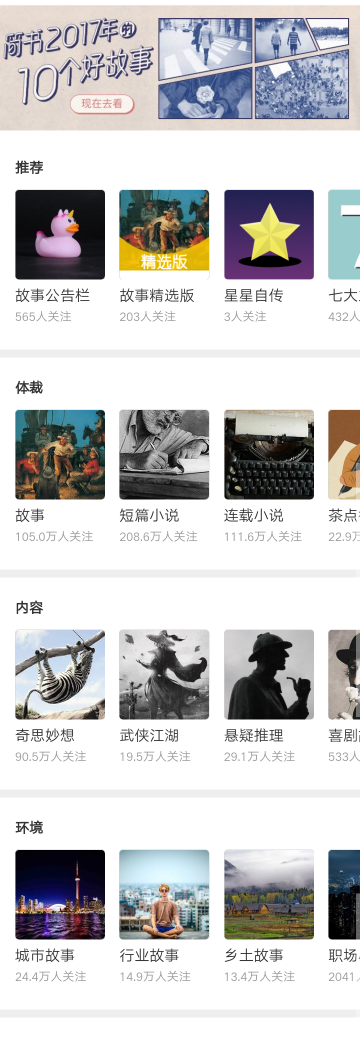 简书2017年的
10个好故事
现在去看
推荐
精选版
故事公告栏
故事精选版
星星自传
七大
565人关注
203人关注
3人关注
432人
体裁
故事
短篇小说
连载小说
茶点
105.0万人关注
208.6万人关注
111.6万人关注
22.9万
内容
奇思妙想
武侠江湖
悬疑推理
喜剧
90.5万人关注
19.5万人关注
29.1万人关注
533人
环境
城市故事
行业故事
乡土故事
职场
24.4万人关注
14.9万人关注
13.4万人关注
2041